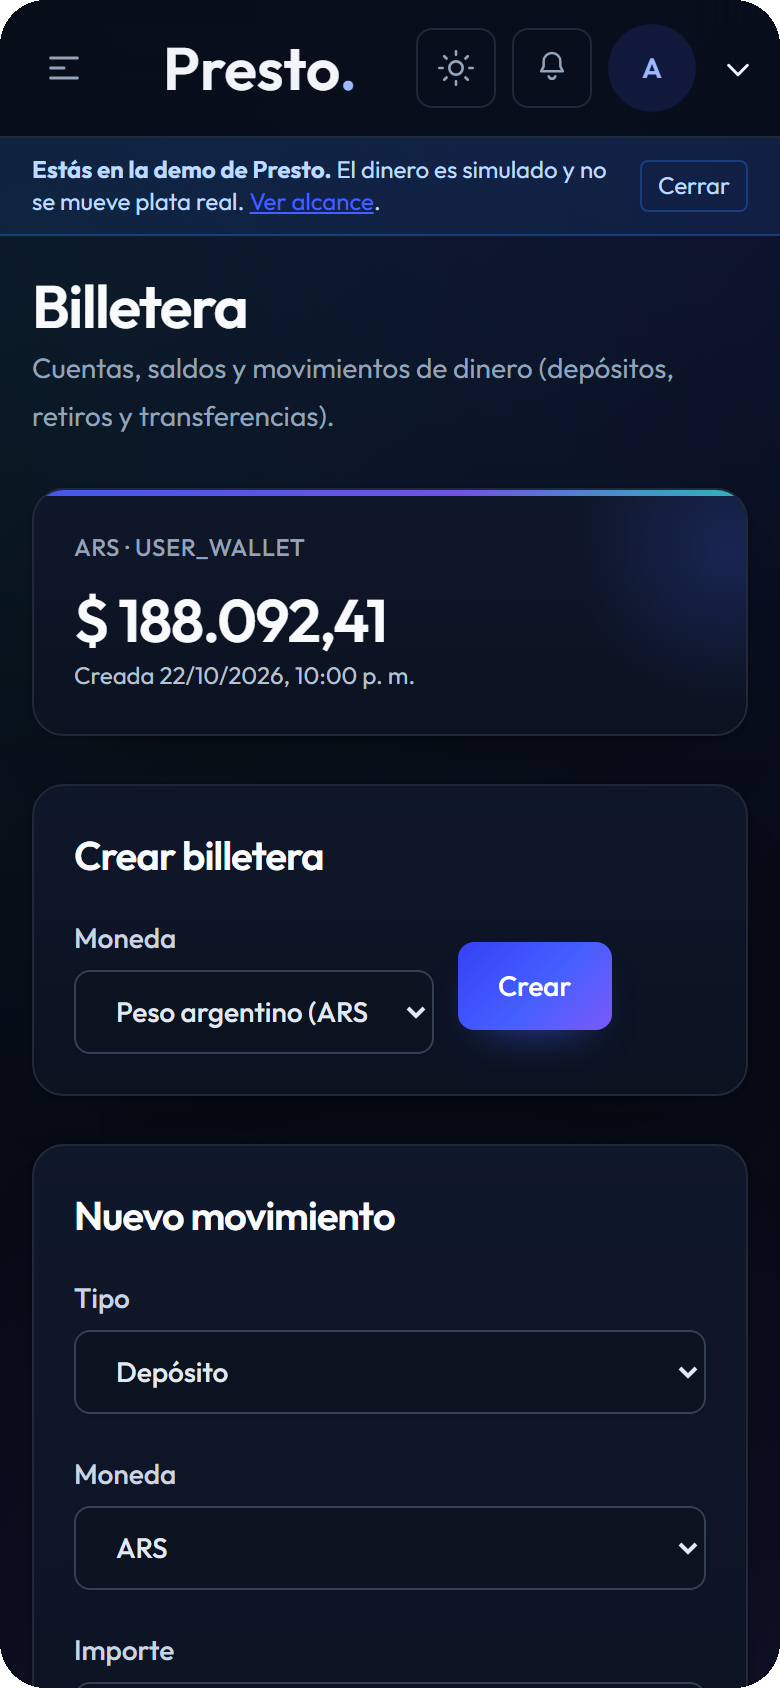 Presto.
A
Estás en la demo de Presto. El dinero es simulado y no
se mueve plata real. Ver alcance.
Cerrar
Billetera
Cuentas, saldos y movimientos de dinero (depósitos,
retiros y transferencias).
ARS · USER_WALLET
$ 188.092,41
Creada 22/10/2026, 10:00 p. m.
Crear billetera
Moneda
Peso argentino (ARS
Crear
Nuevo movimiento
Tipo
Depósito
Moneda
ARS
Importe